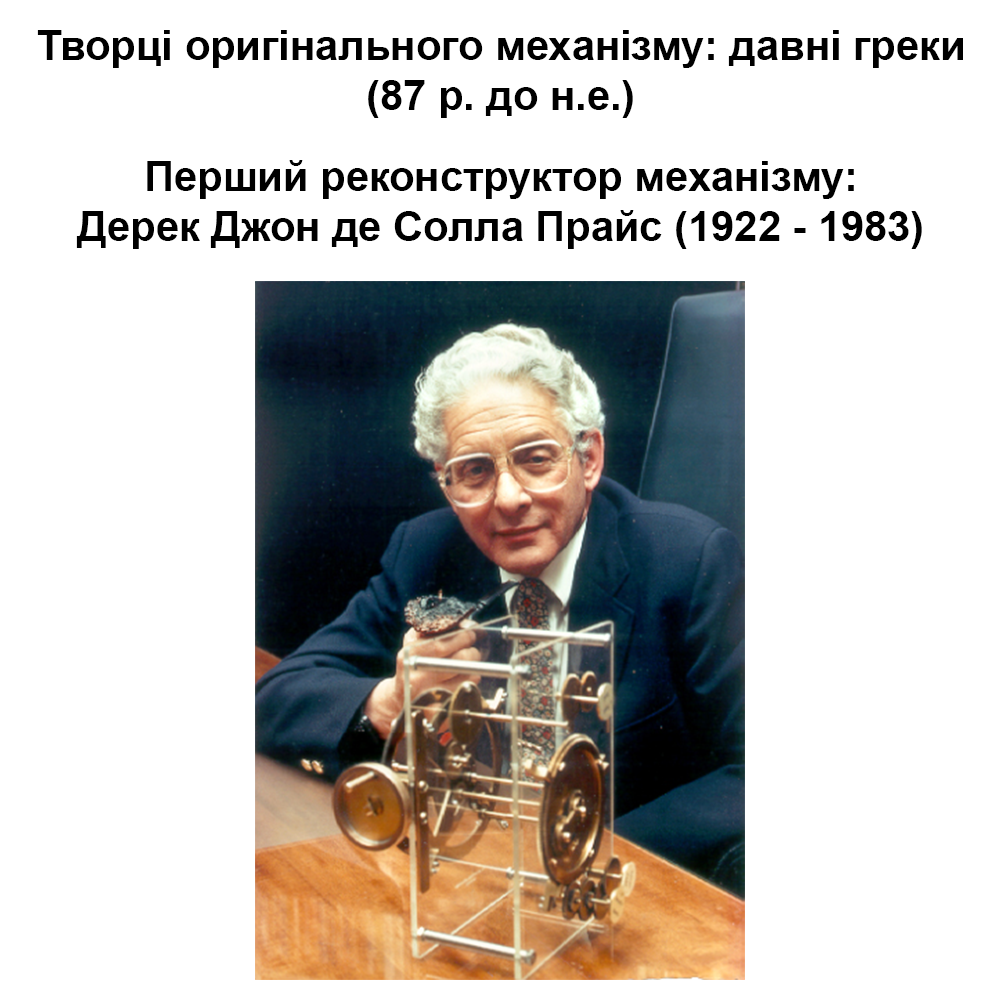 Творці оригінального механізму: давні греки
(87 р. до н.е.)
Перший реконструктор механізму:
Дерек Джон де Солла Прайс (1922 - 1983)